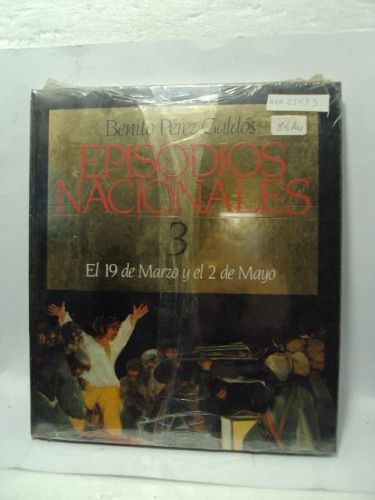 Benito Pérez Galdós
EPISODIOS
NACIONALES
3
El 19 de Marzo y el 2 de Mayo